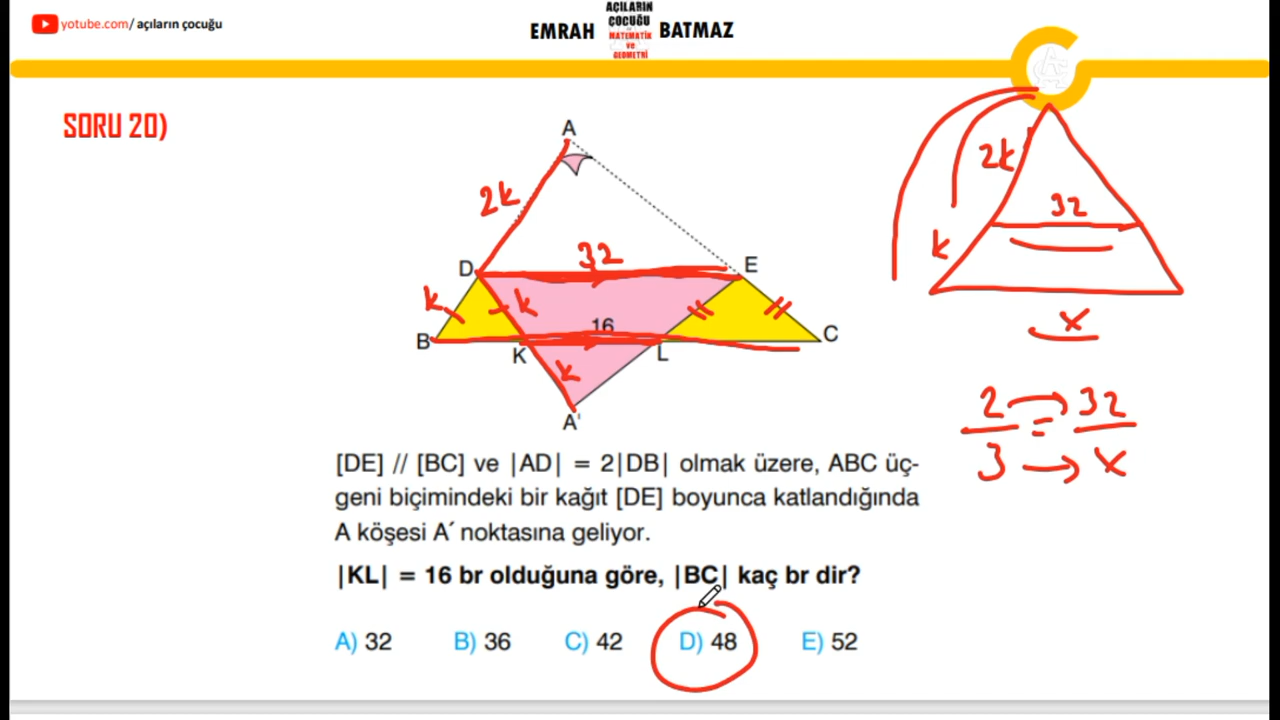 yotube.com/ açıların çocuğu
EMRAH
AÇILARIN
ÇOCUĞU
MATEMATİK
ve
GEOMETRİ
BATMAZ
SORU 20)
A
2k
D
32
E
k
k
16
B
K
L
C
k
A'
2k
32
k
x
2 = 32
3 x
[DE] // [BC] ve |AD| = 2|DB| olmak üzere, ABC üç-
geni biçimindeki bir kağıt [DE] boyunca katlandığında
A köşesi A´ noktasına geliyor.
|KL| = 16 br olduğuna göre, |BC| kaç br dir?
A) 32 B) 36 C) 42 D) 48 E) 52